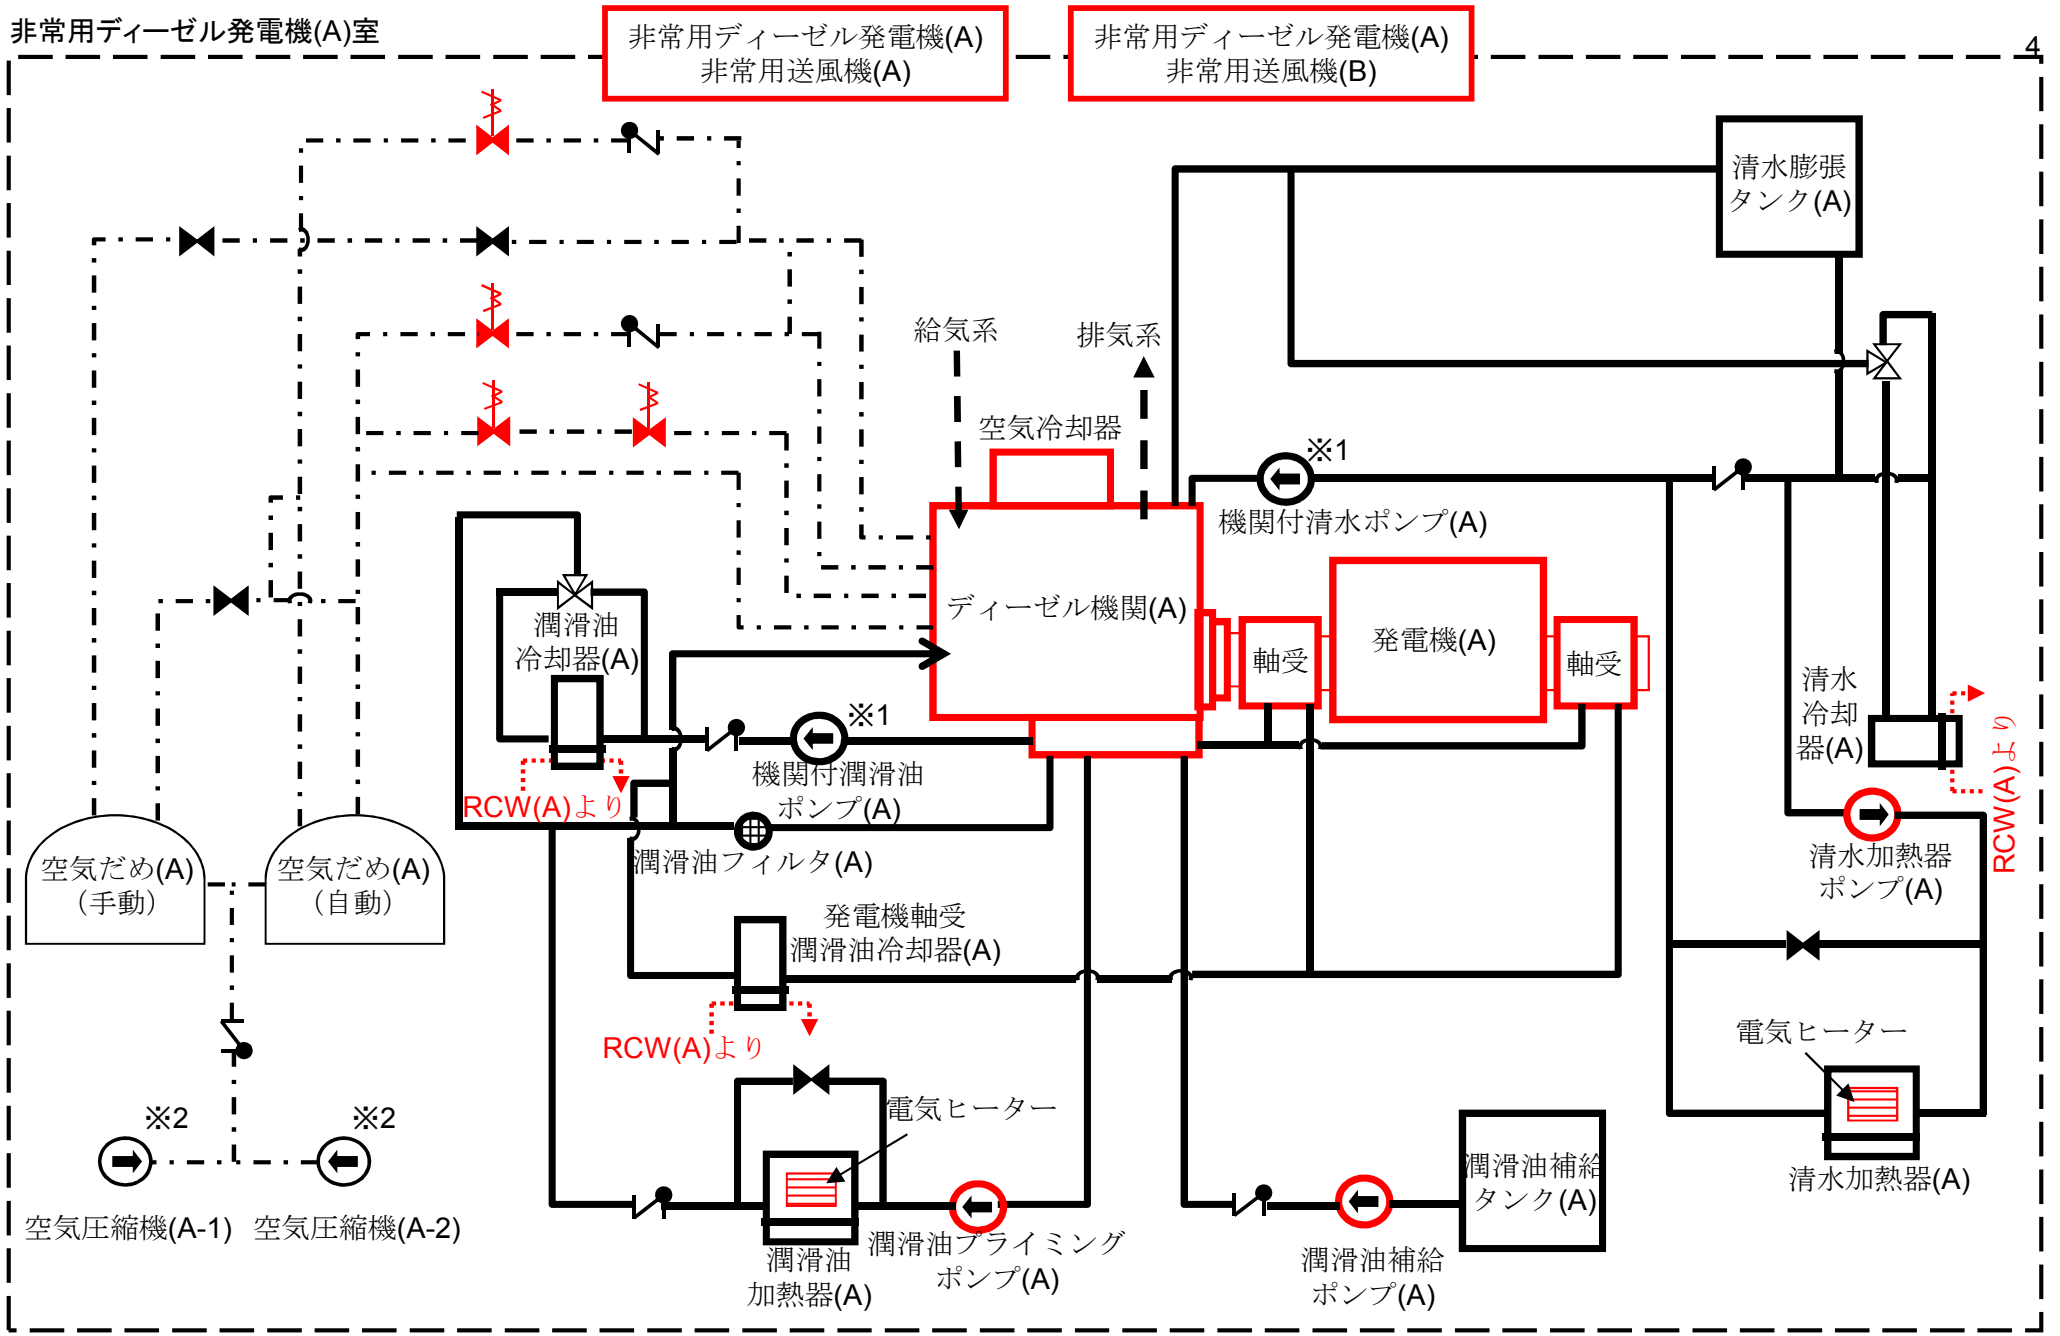 非常用ディーゼル発電機(A)室
非常用ディーゼル発電機(A)
非常用送風機(A)
非常用ディーゼル発電機(A)
非常用送風機(B)
4
清水膨張
タンク(A)
給気系
排気系
空気冷却器
※1
機関付清水ポンプ(A)
ディーゼル機関(A)
軸受
発電機(A)
軸受
潤滑油
冷却器(A)
RCW(A)より
※1
機関付潤滑油
ポンプ(A)
清水
冷却
器(A)
RCW(A)より
清水加熱器
ポンプ(A)
潤滑油フィルタ(A)
空気だめ(A)
（手動）
空気だめ(A)
（自動）
発電機軸受
潤滑油冷却器(A)
RCW(A)より
電気ヒーター
清水加熱器(A)
※2
※2
空気圧縮機(A-1)
空気圧縮機(A-2)
電気ヒーター
潤滑油
加熱器(A)
潤滑油プライミング
ポンプ(A)
潤滑油補給
タンク(A)
潤滑油補給
ポンプ(A)